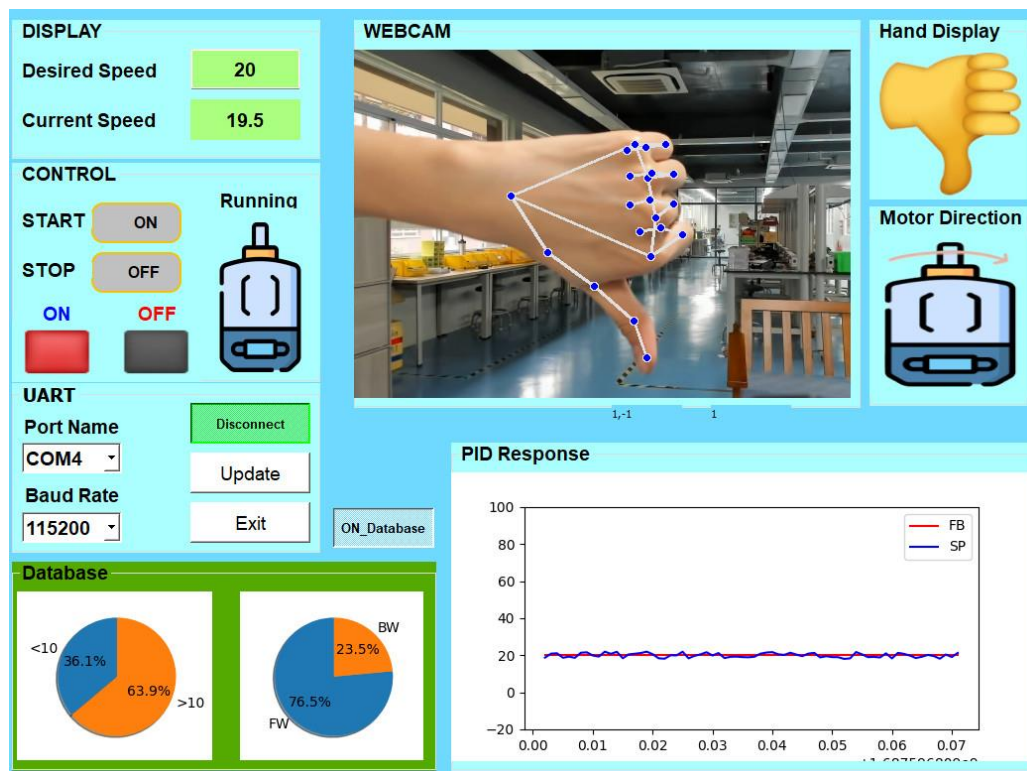 DISPLAY
Desired Speed
20
Current Speed
19.5
CONTROL
START
ON
STOP
OFF
ON
OFF
Running
UART
Port Name
COM4
Baud Rate
115200
Disconnect
Update
Exit
ON_Database
Database
<10
36.1%
63.9%
>10
BW
23.5%
76.5%
FW
WEBCAM
1,-1
1
Hand Display
Motor Direction
PID Response
100
80
60
40
20
0
−20
FB
SP
0.00 0.01 0.02 0.03 0.04 0.05 0.06 0.07